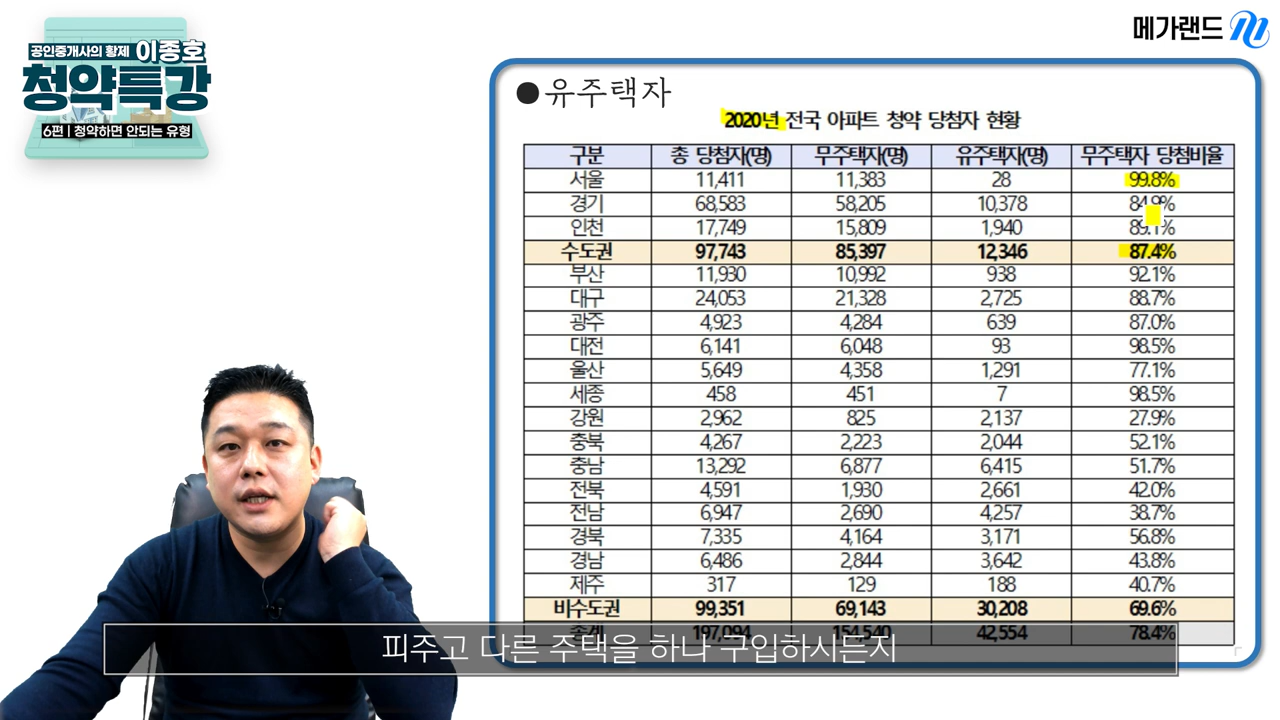 공인중개사의 황제 이종호
청약특강
6편 | 청약하면 안되는 유형
메가랜드
●유주택자
2020년 전국 아파트 청약 당첨자 현황
구분 총 당첨자(명) 무주택자(명) 유주택자(명) 무주택자 당첨비율
서울 11,411 11,383 28 99.8%
경기 68,583 58,205 10,378 84.9%
인천 17,749 15,809 1,940 89.1%
수도권 97,743 85,397 12,346 87.4%
부산 11,930 10,992 938 92.1%
대구 24,053 21,328 2,725 88.7%
광주 4,923 4,284 639 87.0%
대전 6,141 6,048 93 98.5%
울산 5,649 4,358 1,291 77.1%
세종 458 451 7 98.5%
강원 2,962 825 2,137 27.9%
충북 4,267 2,223 2,044 52.1%
충남 13,292 6,877 6,415 51.7%
전북 4,591 1,930 2,661 42.0%
전남 6,947 2,690 4,257 38.7%
경북 7,335 4,164 3,171 56.8%
경남 6,486 2,844 3,642 43.8%
제주 317 129 188 40.7%
비수도권 99,351 69,143 30,208 69.6%
총계 197,094 154,540 42,554 78.4%
피주고 다른 주택을 하나 구입하시든지